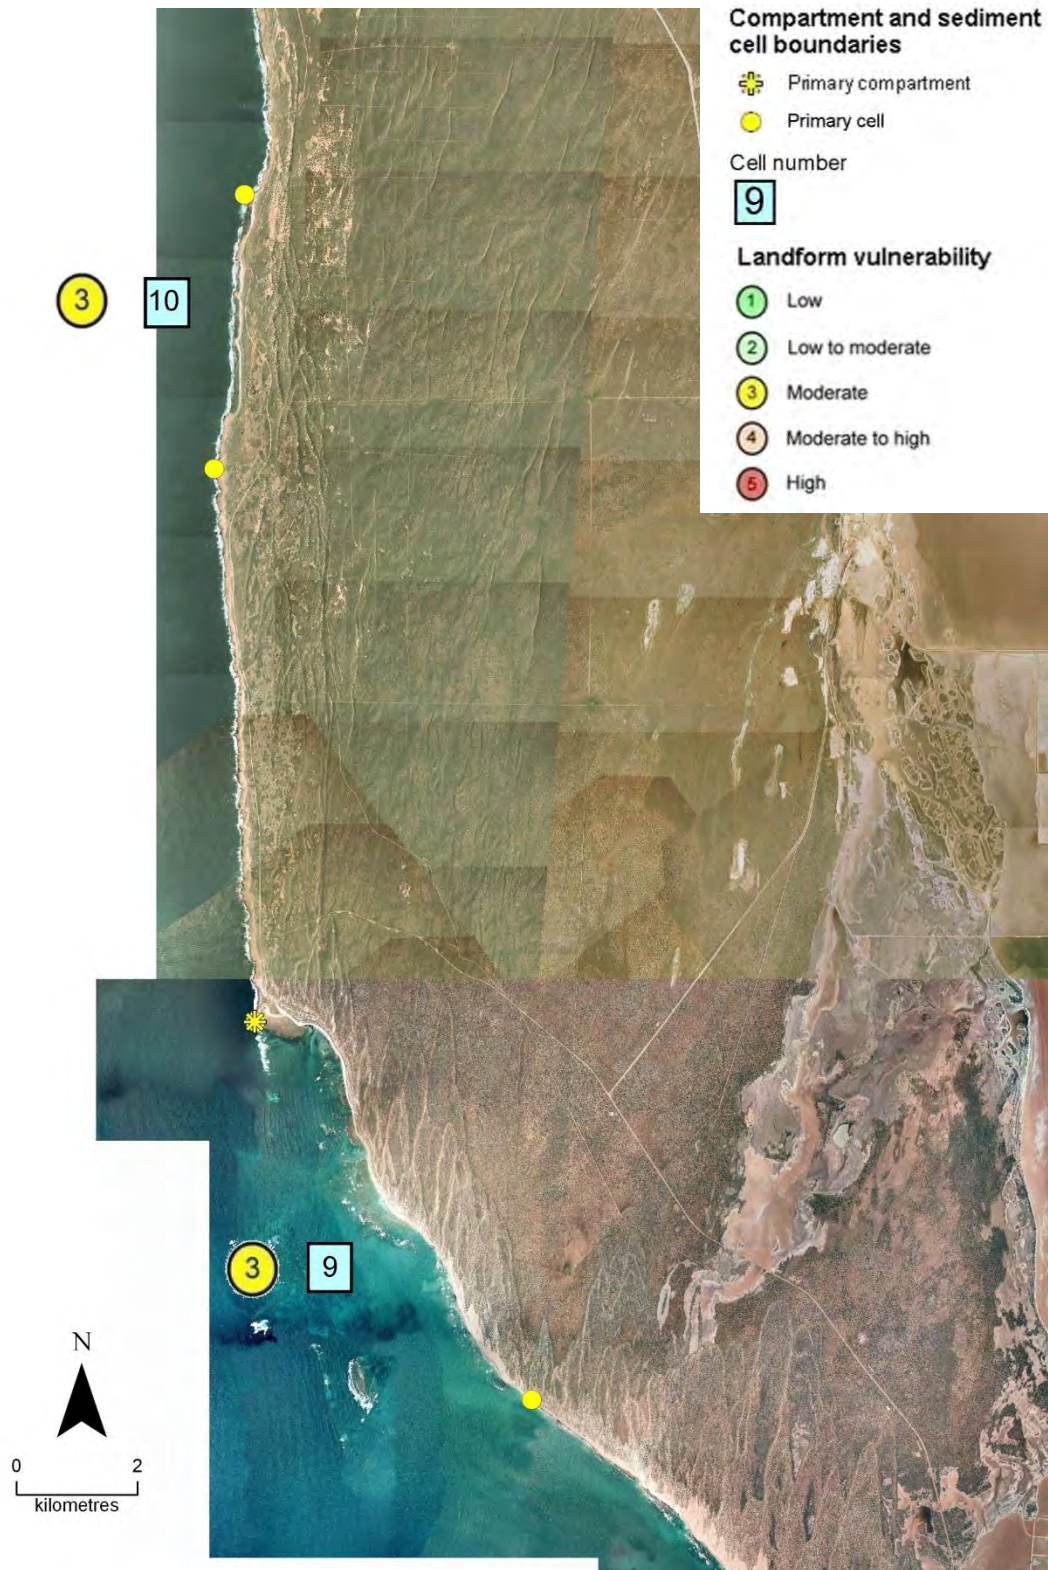 Compartment and sediment
cell boundaries
Primary compartment
Primary cell
Cell number
9
Landform vulnerability
1 Low
2 Low to moderate
3 Moderate
4 Moderate to high
5 High
3 10
3 9
N
0 2
kilometres